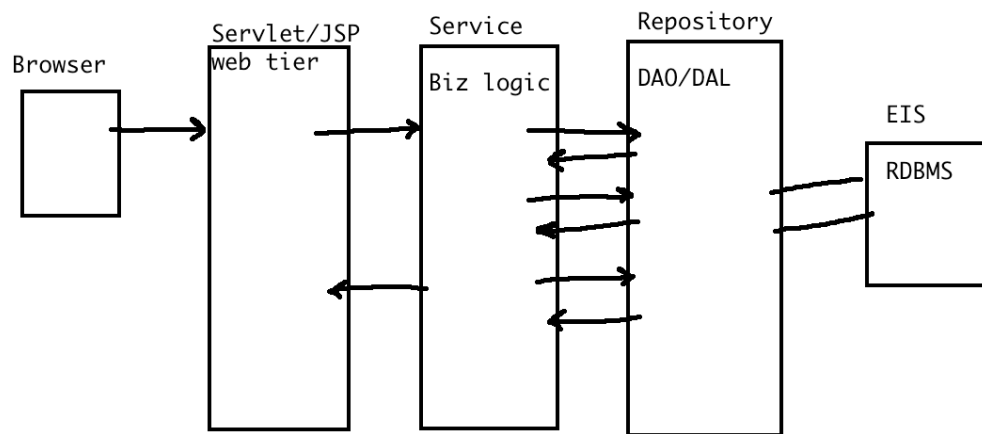 Browser
Servlet/JSP
web tier
Service
Biz logic
Repository
DAO/DAL
EIS
RDBMS